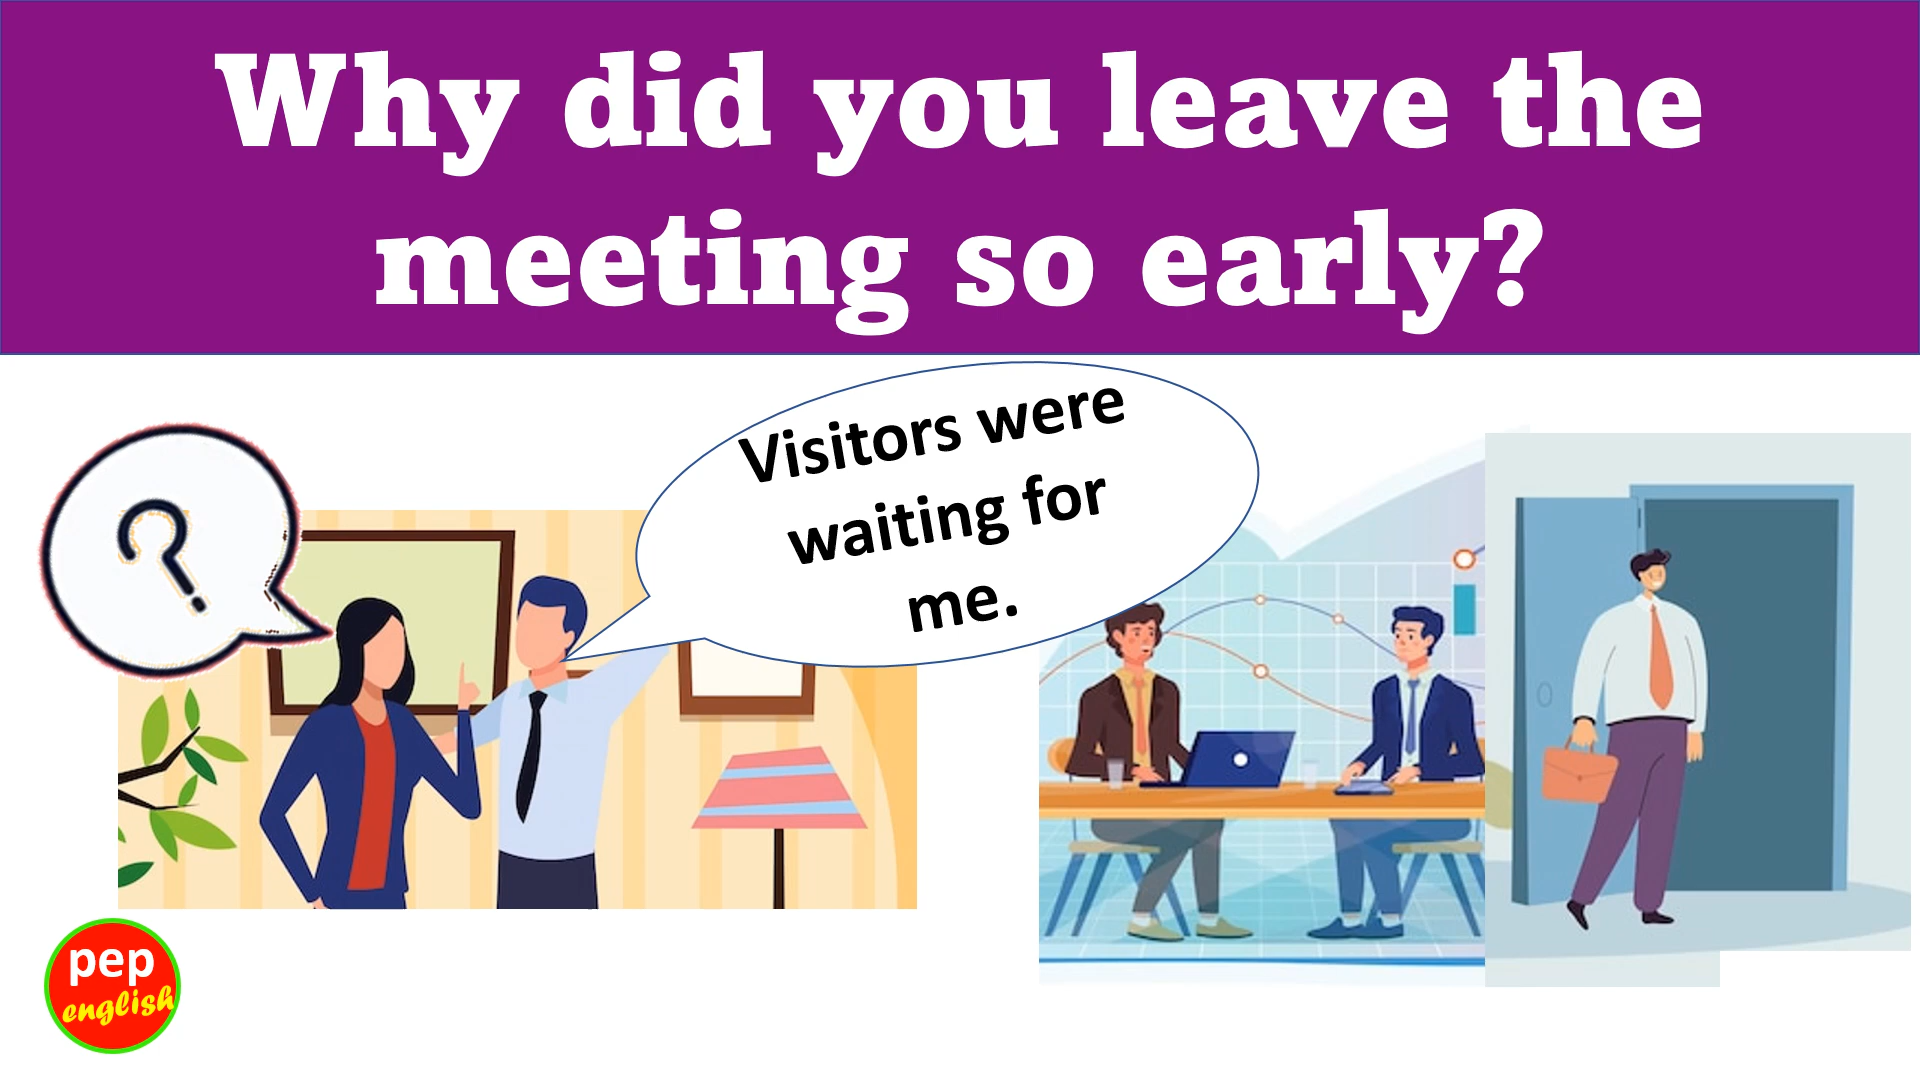 Why did you leave the
meeting so early?
?
Visitors were
waiting for
me.
pep
english